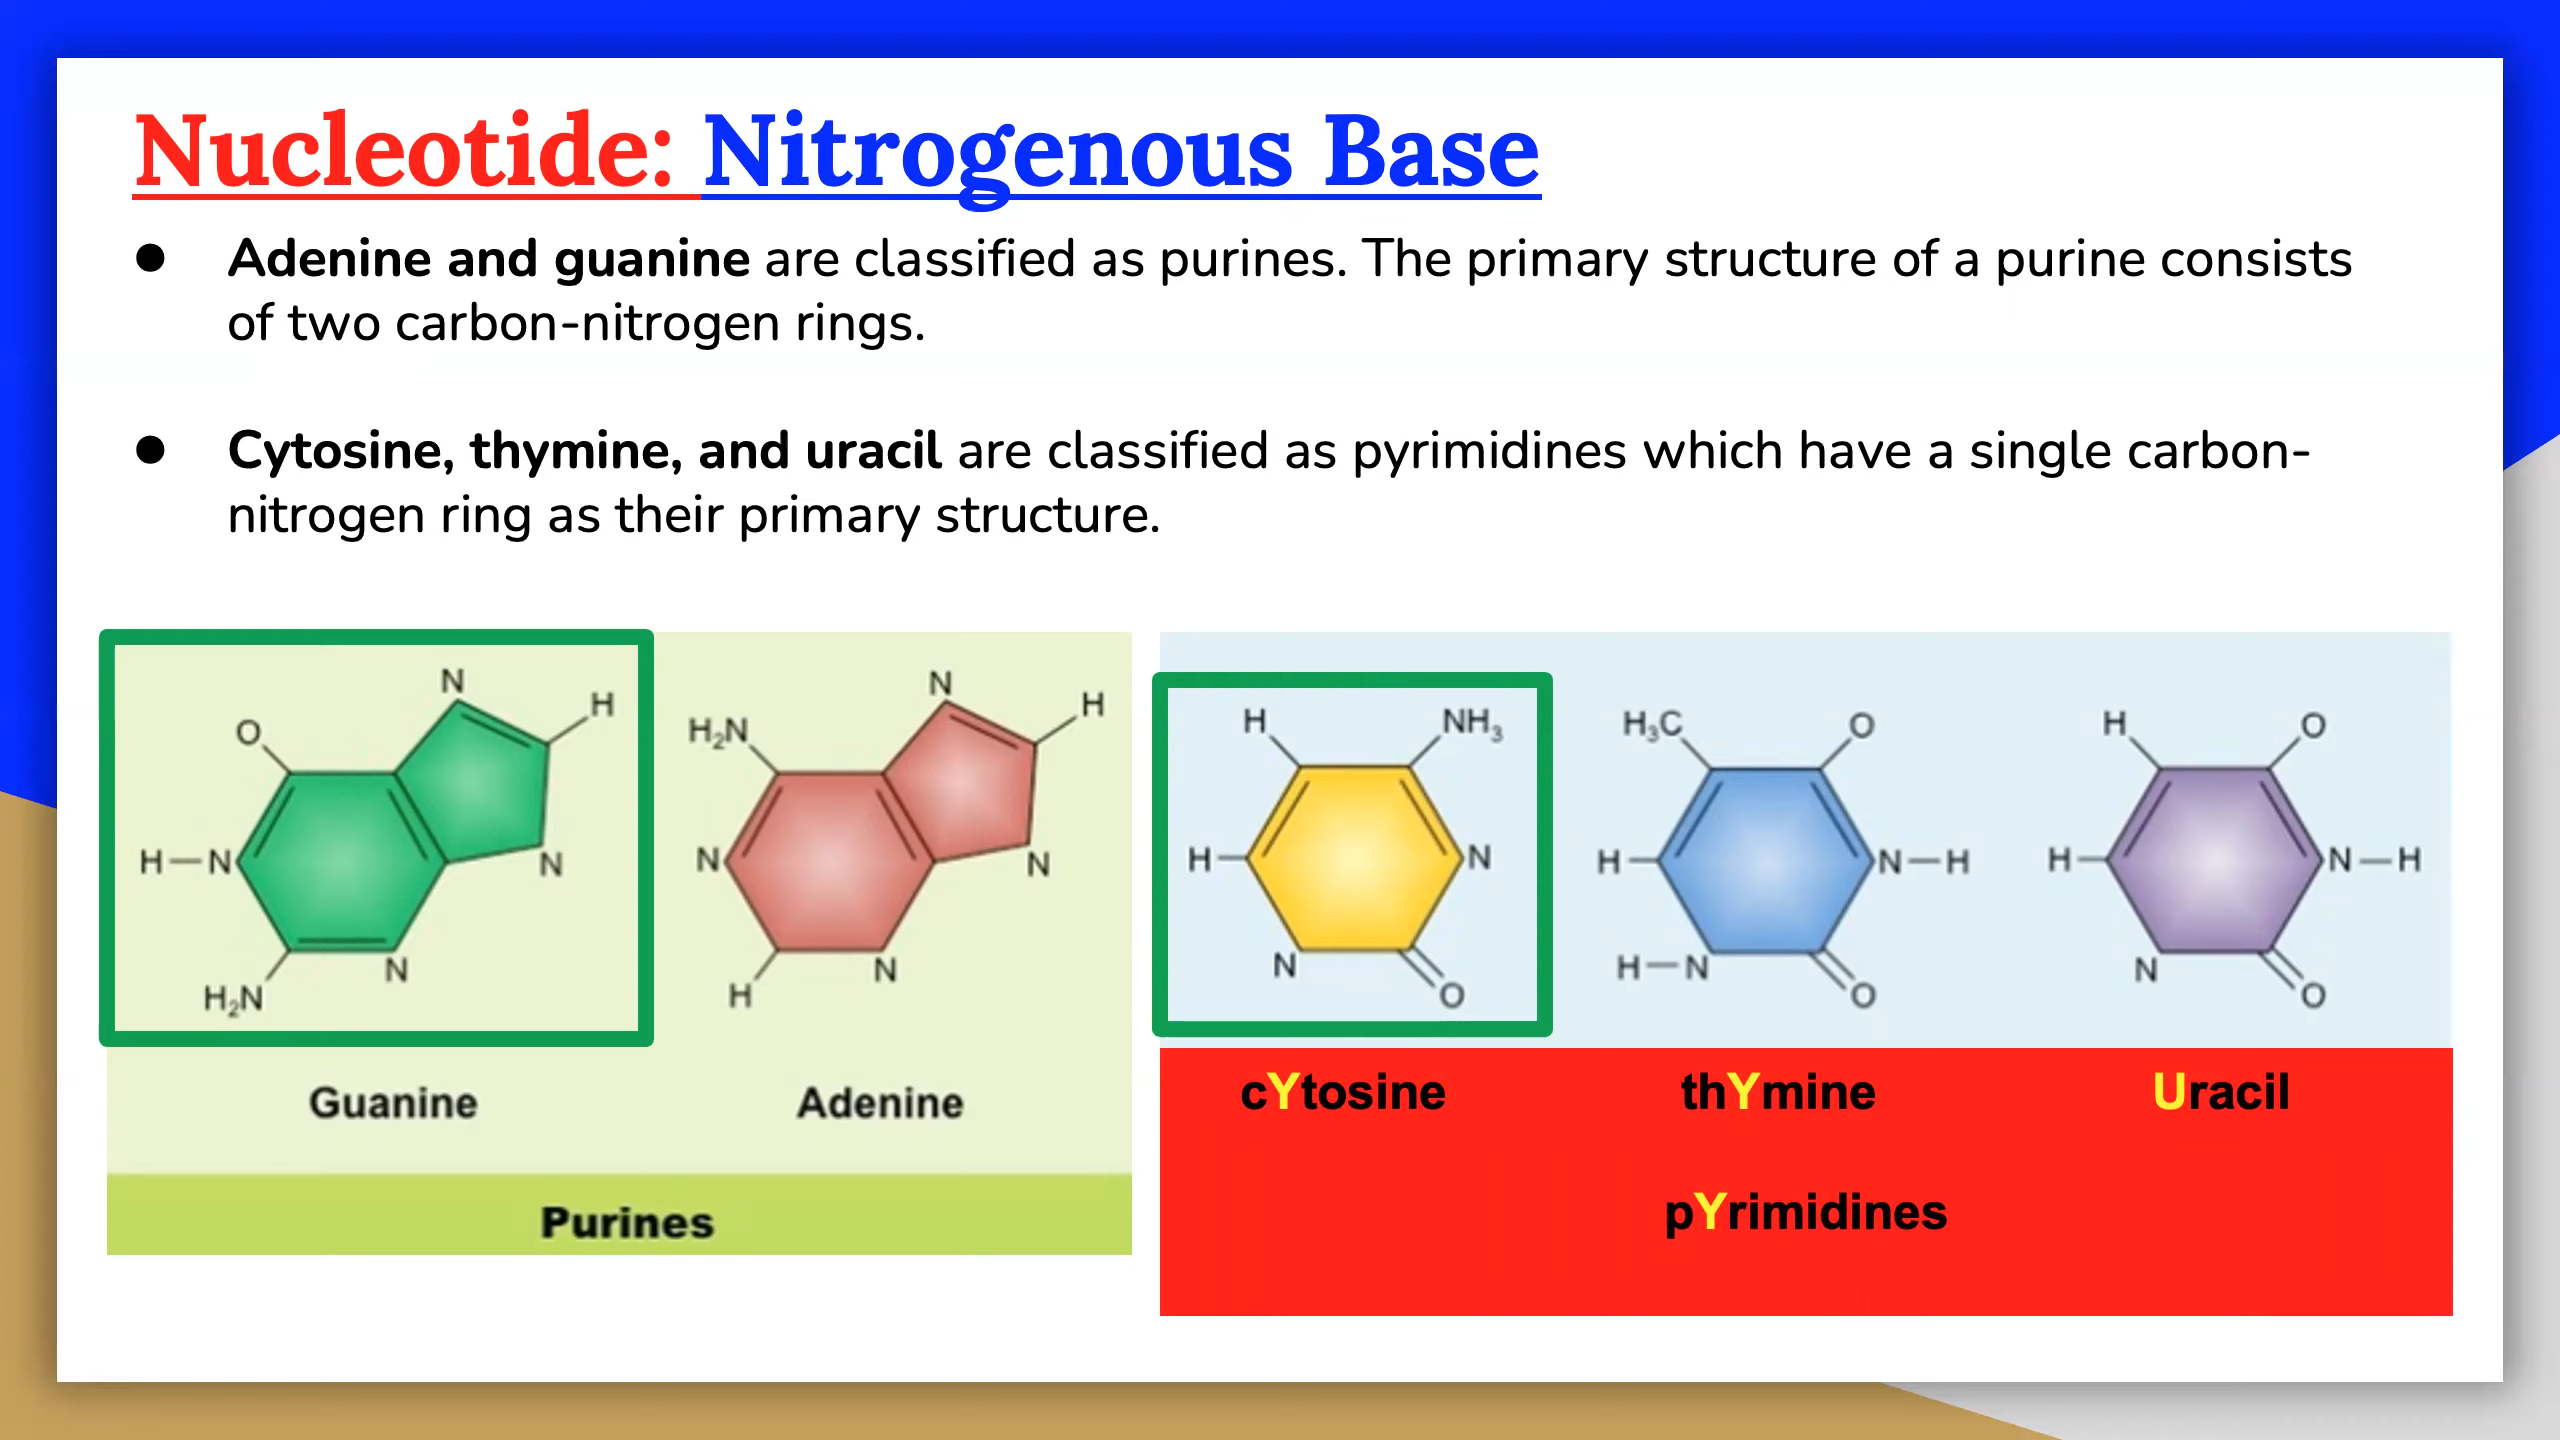 Nucleotide: Nitrogenous Base
● Adenine and guanine are classified as purines. The primary structure of a purine consists
of two carbon-nitrogen rings.
● Cytosine, thymine, and uracil are classified as pyrimidines which have a single carbon-
nitrogen ring as their primary structure.
N
H
O
H—N
N
H₂N
N
N
H
H₂N
N
N
H
N
H
NH₃
H
N
N
O
H₃C
O
H
N—H
H—N
O
H
O
H
N—H
N
O
Guanine
Adenine
Purines
cYtosine
thYmine
Uracil
pYrimidines